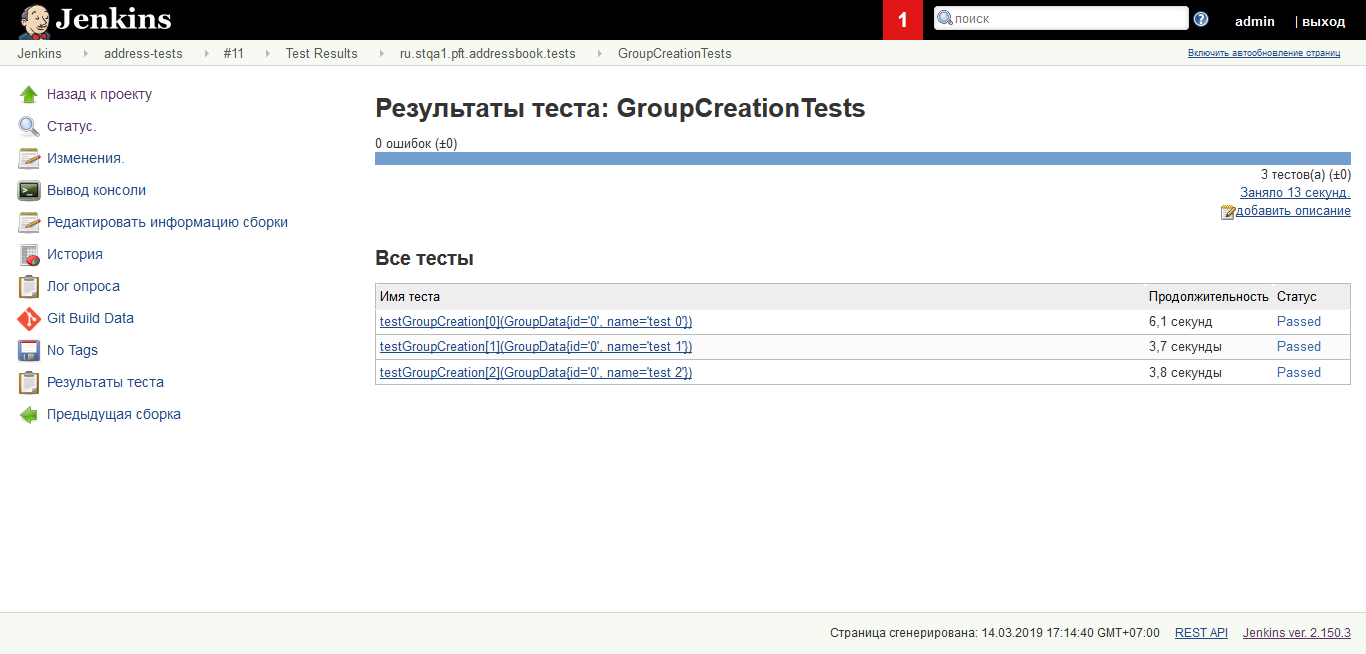 Jenkins
1
поиск
admin
| выход
Jenkins address-tests #11 Test Results ru.stqa1.pft.addressbook.tests GroupCreationTests
Включить автообновление страниц
Назад к проекту
Статус.
Изменения.
Вывод консоли
Редактировать информацию сборки
История
Лог опроса
Git Build Data
No Tags
Результаты теста
Предыдущая сборка
Результаты теста: GroupCreationTests
0 ошибок (±0)
3 тестов(а) (±0)
Заняло 13 секунд.
добавить описание
Все тесты
Имя теста Продолжительность Статус
testGroupCreation[0](GroupData{id='0', name='test 0'}) 6,1 секунд Passed
testGroupCreation[1](GroupData{id='0', name='test 1'}) 3,7 секунды Passed
testGroupCreation[2](GroupData{id='0', name='test 2'}) 3,8 секунды Passed
Страница сгенерирована: 14.03.2019 17:14:40 GMT+07:00 REST API Jenkins ver. 2.150.3